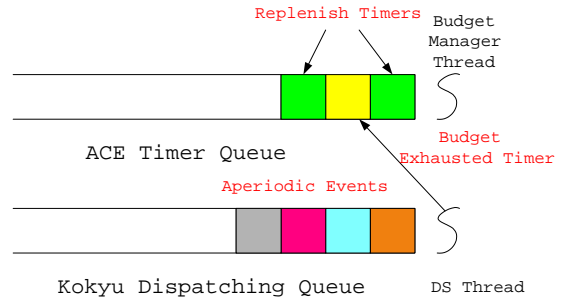 Replenish Timers
Budget
Manager
Thread
ACE Timer Queue
Budget
Exhausted Timer
Aperiodic Events
Kokyu Dispatching Queue
DS Thread